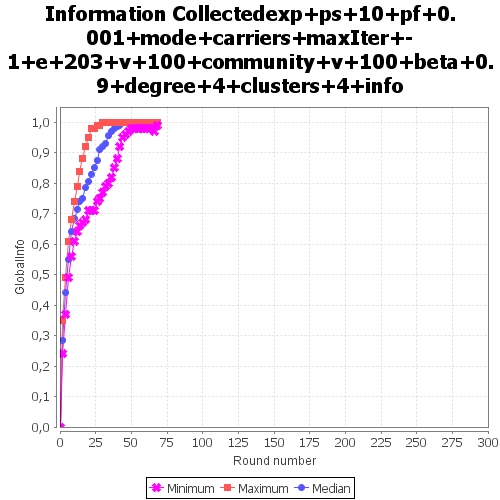 Information Collectedexp+ps+10+pf+0.
001+mode+carriers+maxIter+-
1+e+203+v+100+community+v+100+beta+0.
9+degree+4+clusters+4+info
1,0
0,9
0,8
0,7
0,6
0,5
0,4
0,3
0,2
0,1
0,0
GlobalInfo
0 25 50 75 100 125 150 175 200 225 250 275 300
Round number
Minimum Maximum Median